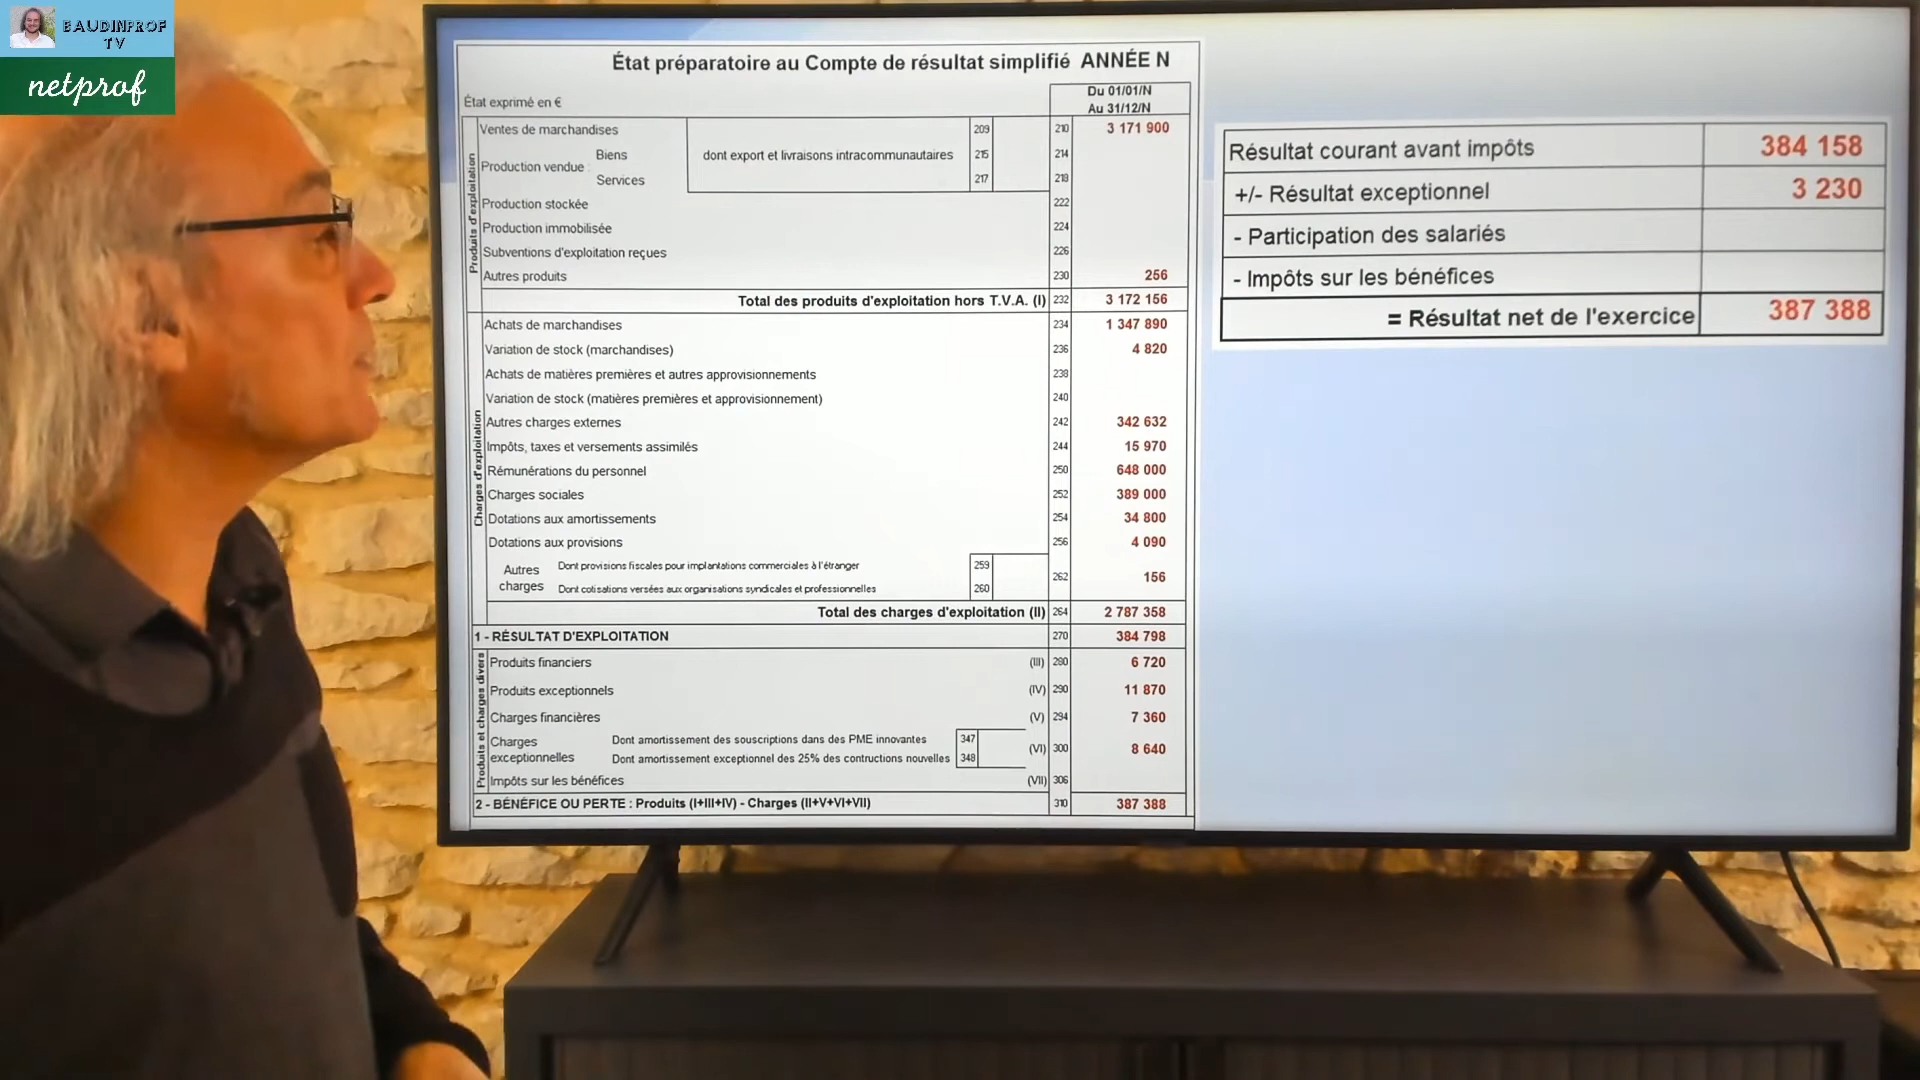 BAUDINPROF
TV
netprof
État préparatoire au Compte de résultat simplifié ANNÉE N
État exprimé en €
Du 01/01/N
Au 31/12/N
Produits d'exploitation
Ventes de marchandises 209 210 3 171 900
Production vendue : Biens dont export et livraisons intracommunautaires 215 214
Services 217 218
Production stockée 222
Production immobilisée 224
Subventions d'exploitation reçues 226
Autres produits 230 256
Total des produits d'exploitation hors T.V.A. (I) 232 3 172 156
Charges d'exploitation
Achats de marchandises 234 1 347 890
Variation de stock (marchandises) 236 4 820
Achats de matières premières et autres approvisionnements 238
Variation de stock (matières premières et approvisionnement) 240
Autres charges externes 242 342 632
Impôts, taxes et versements assimilés 244 15 970
Rémunérations du personnel 250 648 000
Charges sociales 252 389 000
Dotations aux amortissements 254 34 800
Dotations aux provisions 256 4 090
Autres charges Dont provisions fiscales pour implantations commerciales à l'étranger 259 262 156
Dont cotisations versées aux organisations syndicales et professionnelles 260
Total des charges d'exploitation (II) 264 2 787 358
1 - RÉSULTAT D'EXPLOITATION 270 384 798
Produits et charges divers
Produits financiers (III) 280 6 720
Produits exceptionnels (IV) 290 11 870
Charges financières (V) 294 7 360
Charges exceptionnelles Dont amortissement des souscriptions dans des PME innovantes 347 (VI) 300 8 640
Dont amortissement exceptionnel des 25% des contructions nouvelles 348
Impôts sur les bénéfices (VII) 306
2 - BÉNÉFICE OU PERTE : Produits (I+III+IV) - Charges (II+V+VI+VII) 310 387 388
Résultat courant avant impôts 384 158
+/- Résultat exceptionnel 3 230
- Participation des salariés
- Impôts sur les bénéfices
= Résultat net de l'exercice 387 388